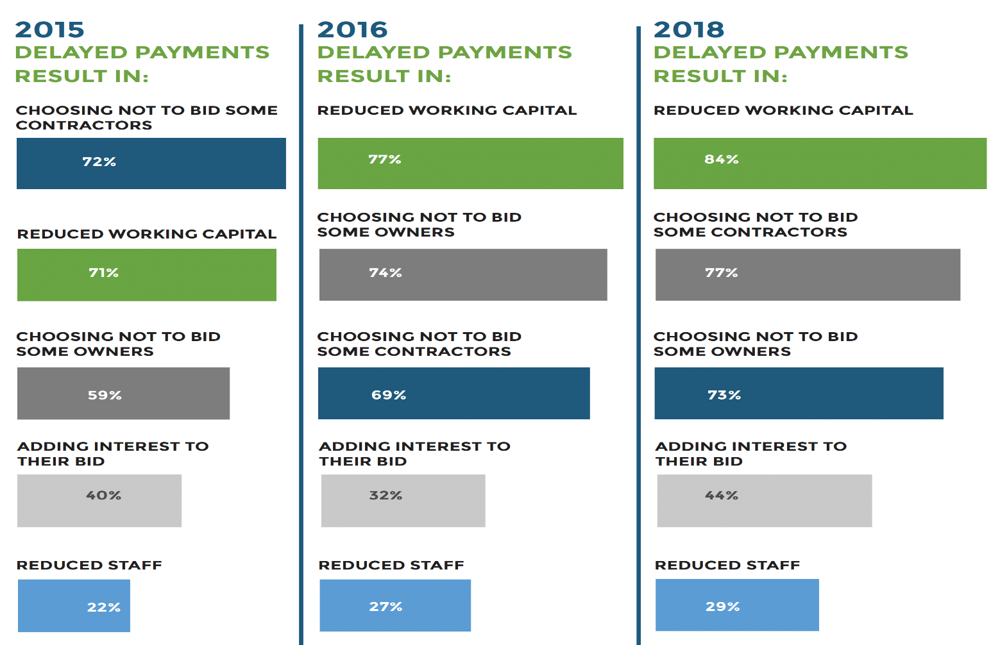 2015
DELAYED PAYMENTS
RESULT IN:
CHOOSING NOT TO BID SOME
CONTRACTORS
72%
REDUCED WORKING CAPITAL
71%
CHOOSING NOT TO BID
SOME OWNERS
59%
ADDING INTEREST TO
THEIR BID
40%
REDUCED STAFF
22%
2016
DELAYED PAYMENTS
RESULT IN:
REDUCED WORKING CAPITAL
77%
CHOOSING NOT TO BID
SOME OWNERS
74%
CHOOSING NOT TO BID
SOME CONTRACTORS
69%
ADDING INTEREST TO
THEIR BID
32%
REDUCED STAFF
27%
2018
DELAYED PAYMENTS
RESULT IN:
REDUCED WORKING CAPITAL
84%
CHOOSING NOT TO BID
SOME CONTRACTORS
77%
CHOOSING NOT TO BID
SOME OWNERS
73%
ADDING INTEREST TO
THEIR BID
44%
REDUCED STAFF
29%